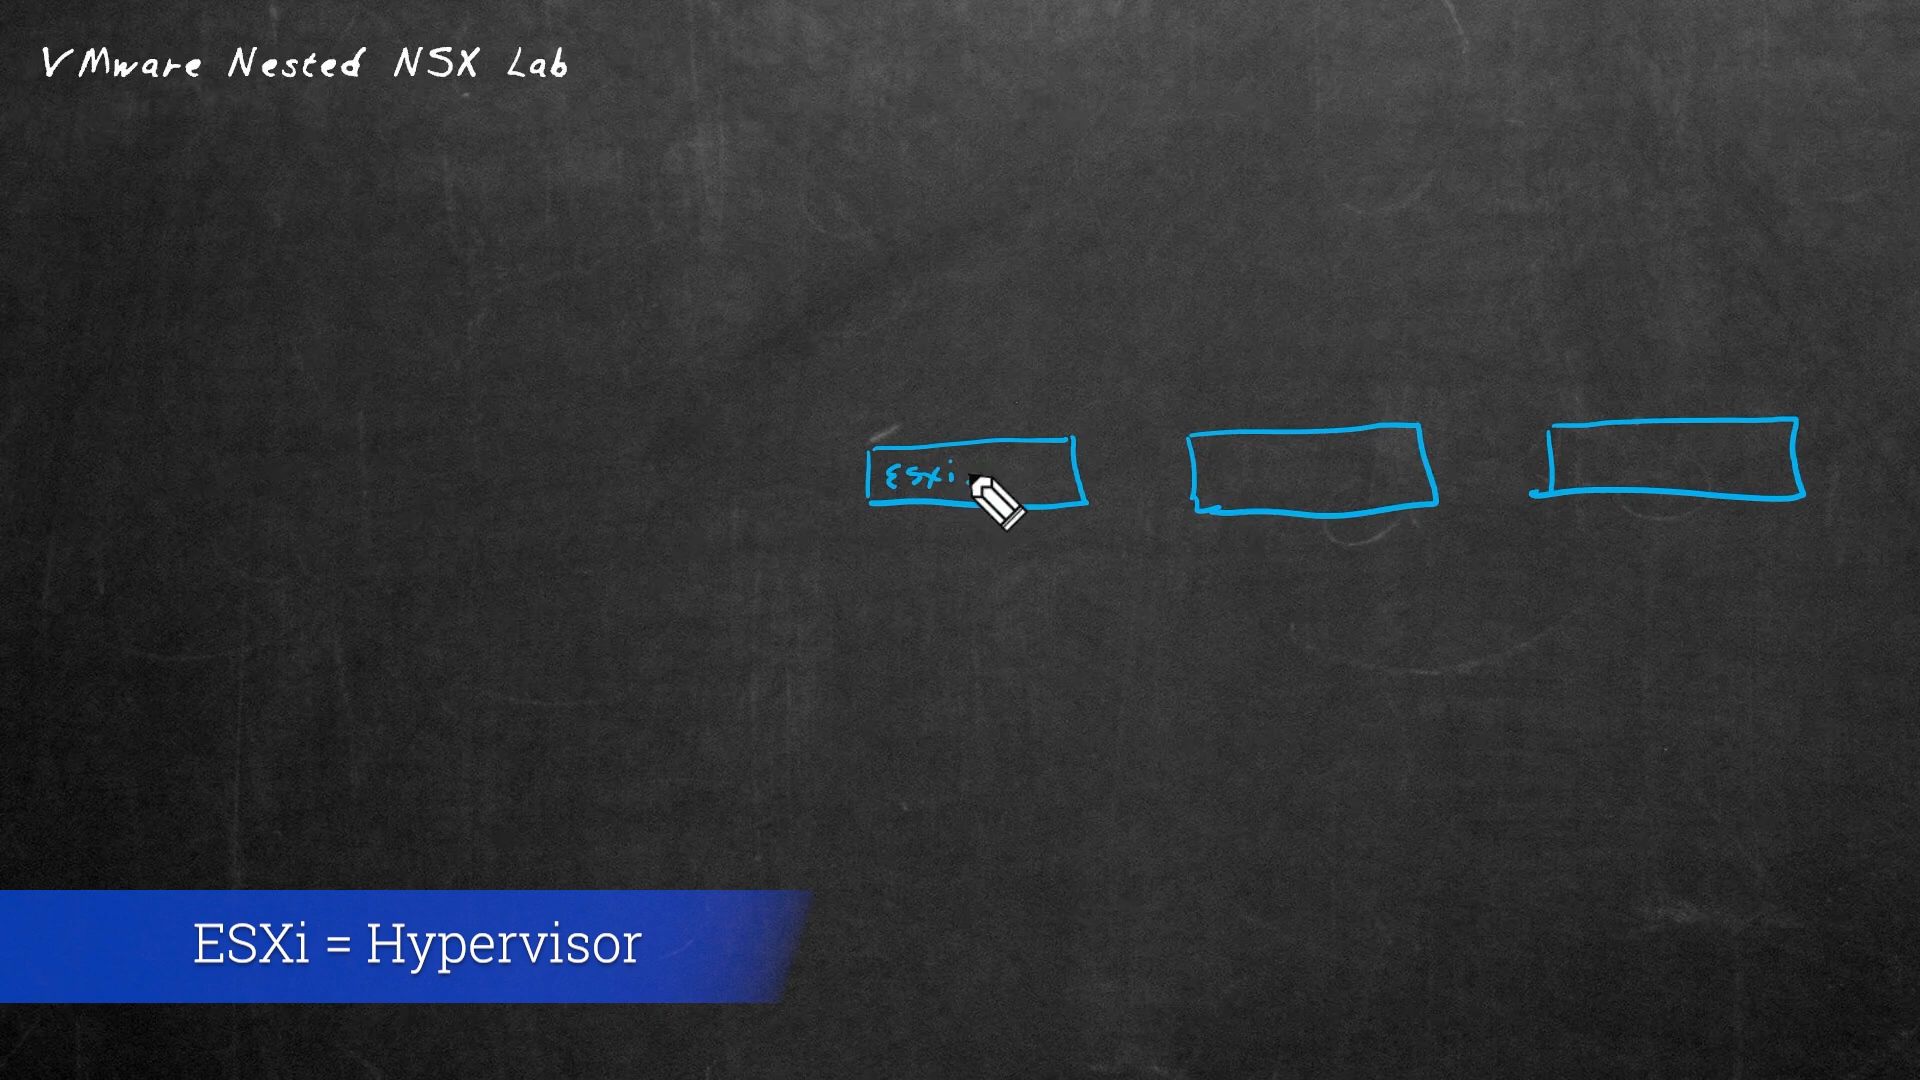 VMware Nested NSX Lab
ESXi
ESXi = Hypervisor